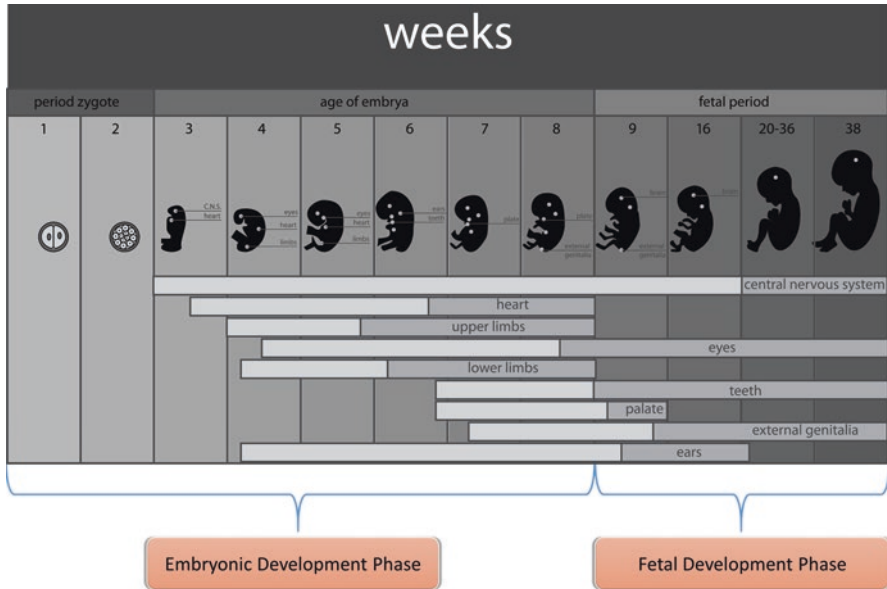 weeks
period zygote age of embrya fetal period
1 2 3 4 5 6 7 8 9 16 20-36 38
C.N.S.
heart
eyes
heart
limbs
eyes
heart
limbs
ears
teeth
plate
plate
external
genitalia
brain
external
genitalia
brain
central nervous system
heart
upper limbs
eyes
lower limbs
teeth
palate
external genitalia
ears
Embryonic Development Phase Fetal Development Phase